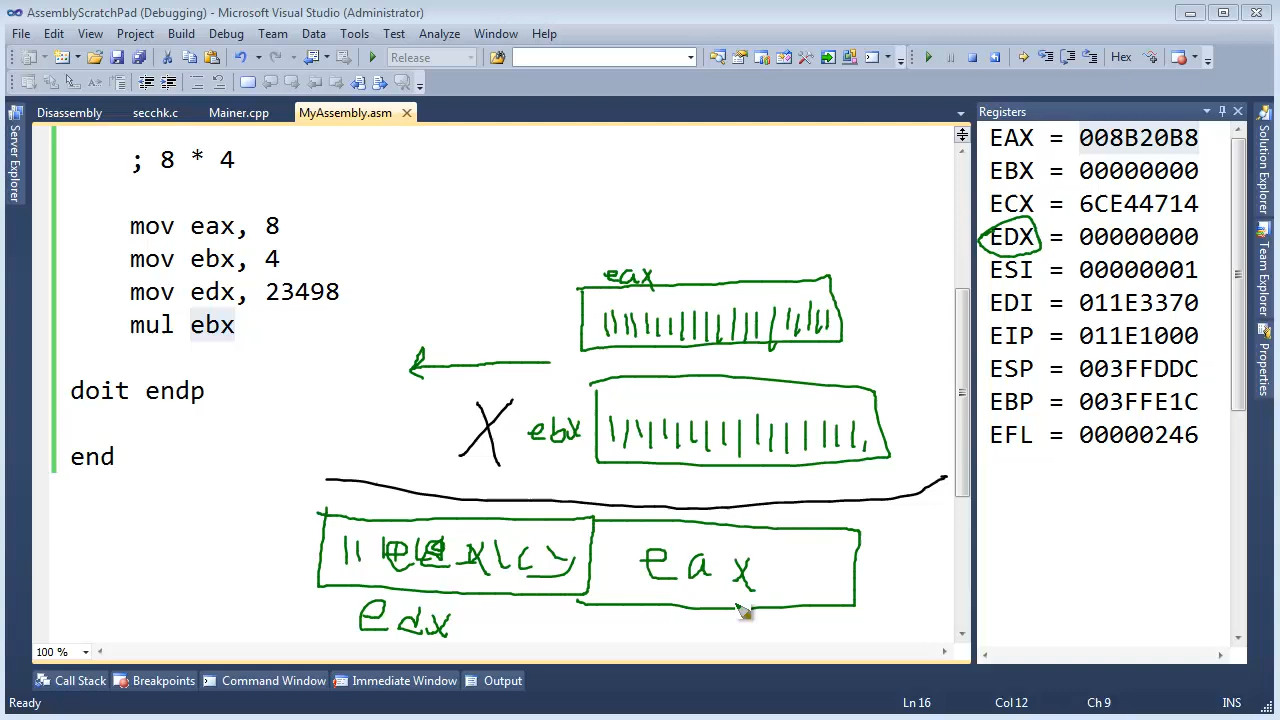 AssemblyScratchPad (Debugging) - Microsoft Visual Studio (Administrator)
File Edit View Project Build Debug Team Data Tools Test Analyze Window Help
Release
Hex
Disassembly secchk.c Mainer.cpp MyAssembly.asm
Registers
Server Explorer
Solution Explorer
Team Explorer
Properties
; 8 * 4
mov eax, 8
mov ebx, 4
mov edx, 23498
mul ebx
doit endp
end
EAX = 008B20B8
EBX = 00000000
ECX = 6CE44714
EDX = 00000000
ESI = 00000001
EDI = 011E3370
EIP = 011E1000
ESP = 003FFDDC
EBP = 003FFE1C
EFL = 00000246
eax
X ebx
eax
edx
100 %
Call Stack Breakpoints Command Window Immediate Window Output
Ready Ln 16 Col 12 Ch 9 INS